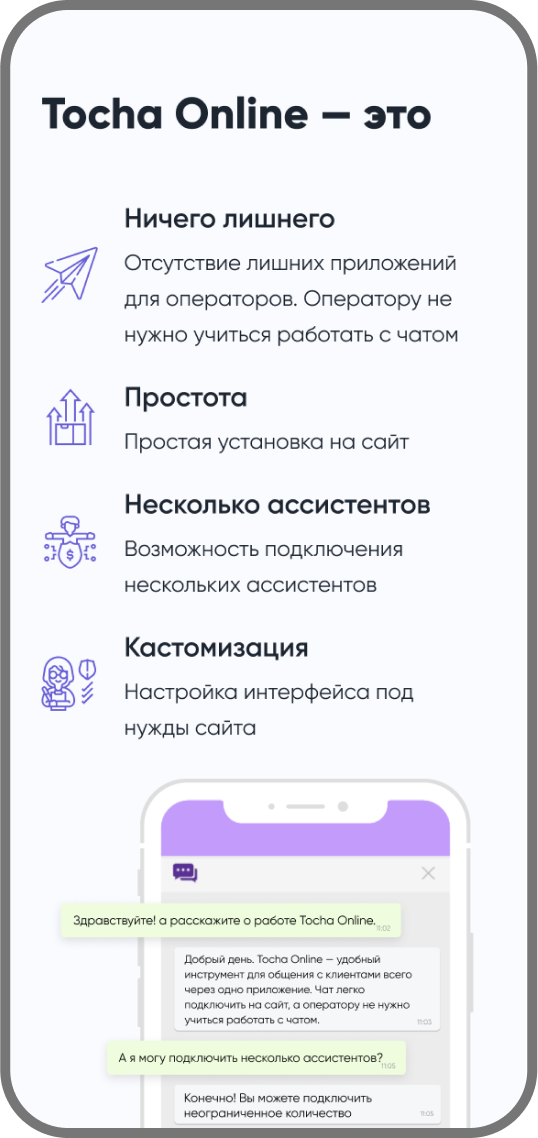 Tocha Online — это
Ничего лишнего
Отсутствие лишних приложений
для операторов. Оператору не
нужно учиться работать с чатом
Простота
Простая установка на сайт
Несколько ассистентов
Возможность подключения
нескольких ассистентов
Кастомизация
Настройка интерфейса под
нужды сайта
Здравствуйте! а расскажите о работе Tocha Online.
11:02
Добрый день. Tocha Online — удобный
инструмент для общения с клиентами всего
через одно приложение. Чат легко
подключить на сайт, а оператору не нужно
учиться работать с чатом.
11:03
А я могу подключить несколько ассистентов?
11:05
Конечно! Вы можете подключить
неограниченное количество
11:05